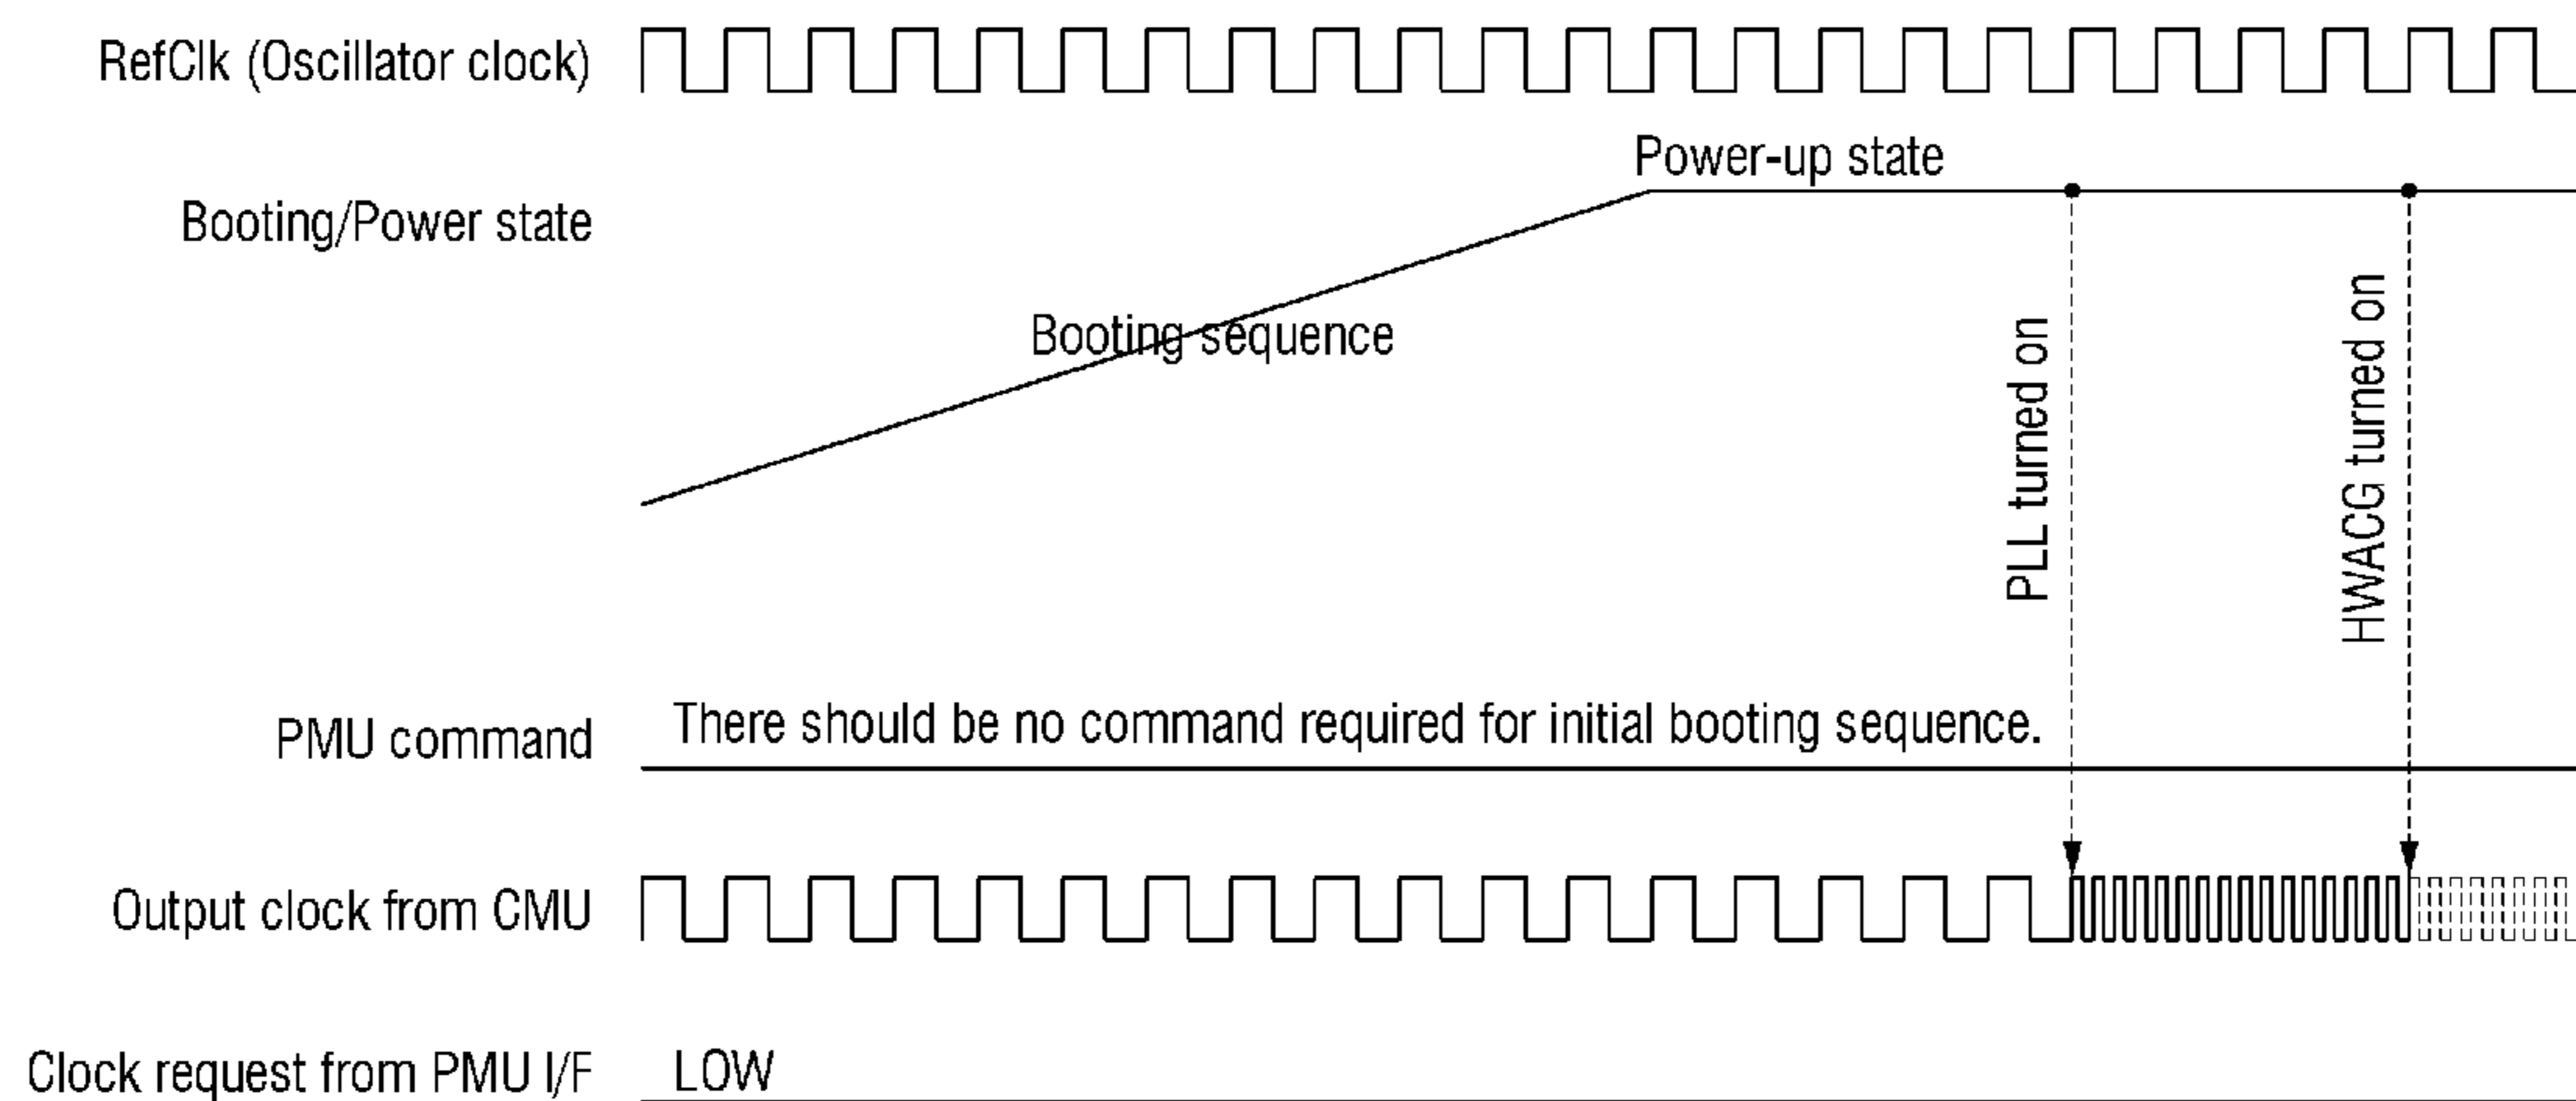 RefClk (Oscillator clock)
Power-up state
Booting/Power state
Booting sequence
PLL turned on
HWACG turned on
PMU command
There should be no command required for initial booting sequence.
Output clock from CMU
Clock request from PMU I/F
LOW